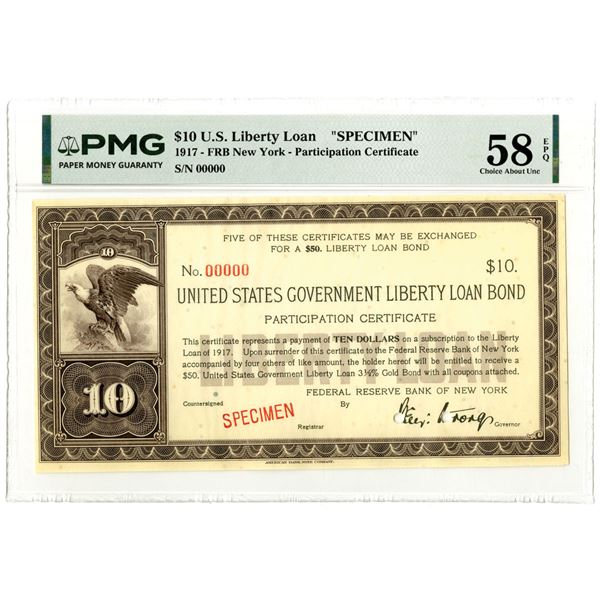 PMG
PAPER MONEY GUARANTY
$10 U.S. Liberty Loan "SPECIMEN"
1917 - FRB New York - Participation Certificate
S/N 00000
58
EPQ
Choice About Unc
FIVE OF THESE CERTIFICATES MAY BE EXCHANGED
FOR A $50. LIBERTY LOAN BOND
No. 00000
$10.
UNITED STATES GOVERNMENT LIBERTY LOAN BOND
PARTICIPATION CERTIFICATE
LIBERTY LOAN
This certificate represents a payment of TEN DOLLARS on a subscription to the Liberty
Loan of 1917. Upon surrender of this certificate to the Federal Reserve Bank of New York
accompanied by four others of like amount, the holder hereof will be entitled to receive a
$50, United States Government Liberty Loan 3½% Gold Bond with all coupons attached.
FEDERAL RESERVE BANK OF NEW YORK
Countersigned
By
SPECIMEN
Benj. Strong
Registrar
Governor
10
10
AMERICAN BANK NOTE COMPANY.